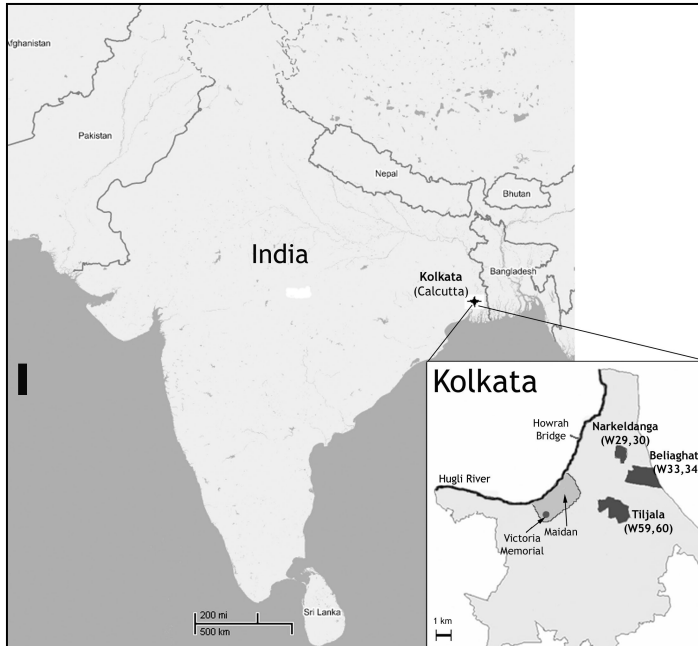 Afghanistan
Pakistan
Nepal
Bhutan
India
Bangladesh
Kolkata
(Calcutta)
Sri Lanka
200 mi
500 km
Kolkata
Howrah
Bridge
Narkeldanga
(W29,30)
Beliaghat
(W33,34
Hugli River
Tiljala
(W59,60)
Maidan
Victoria
Memorial
1 km